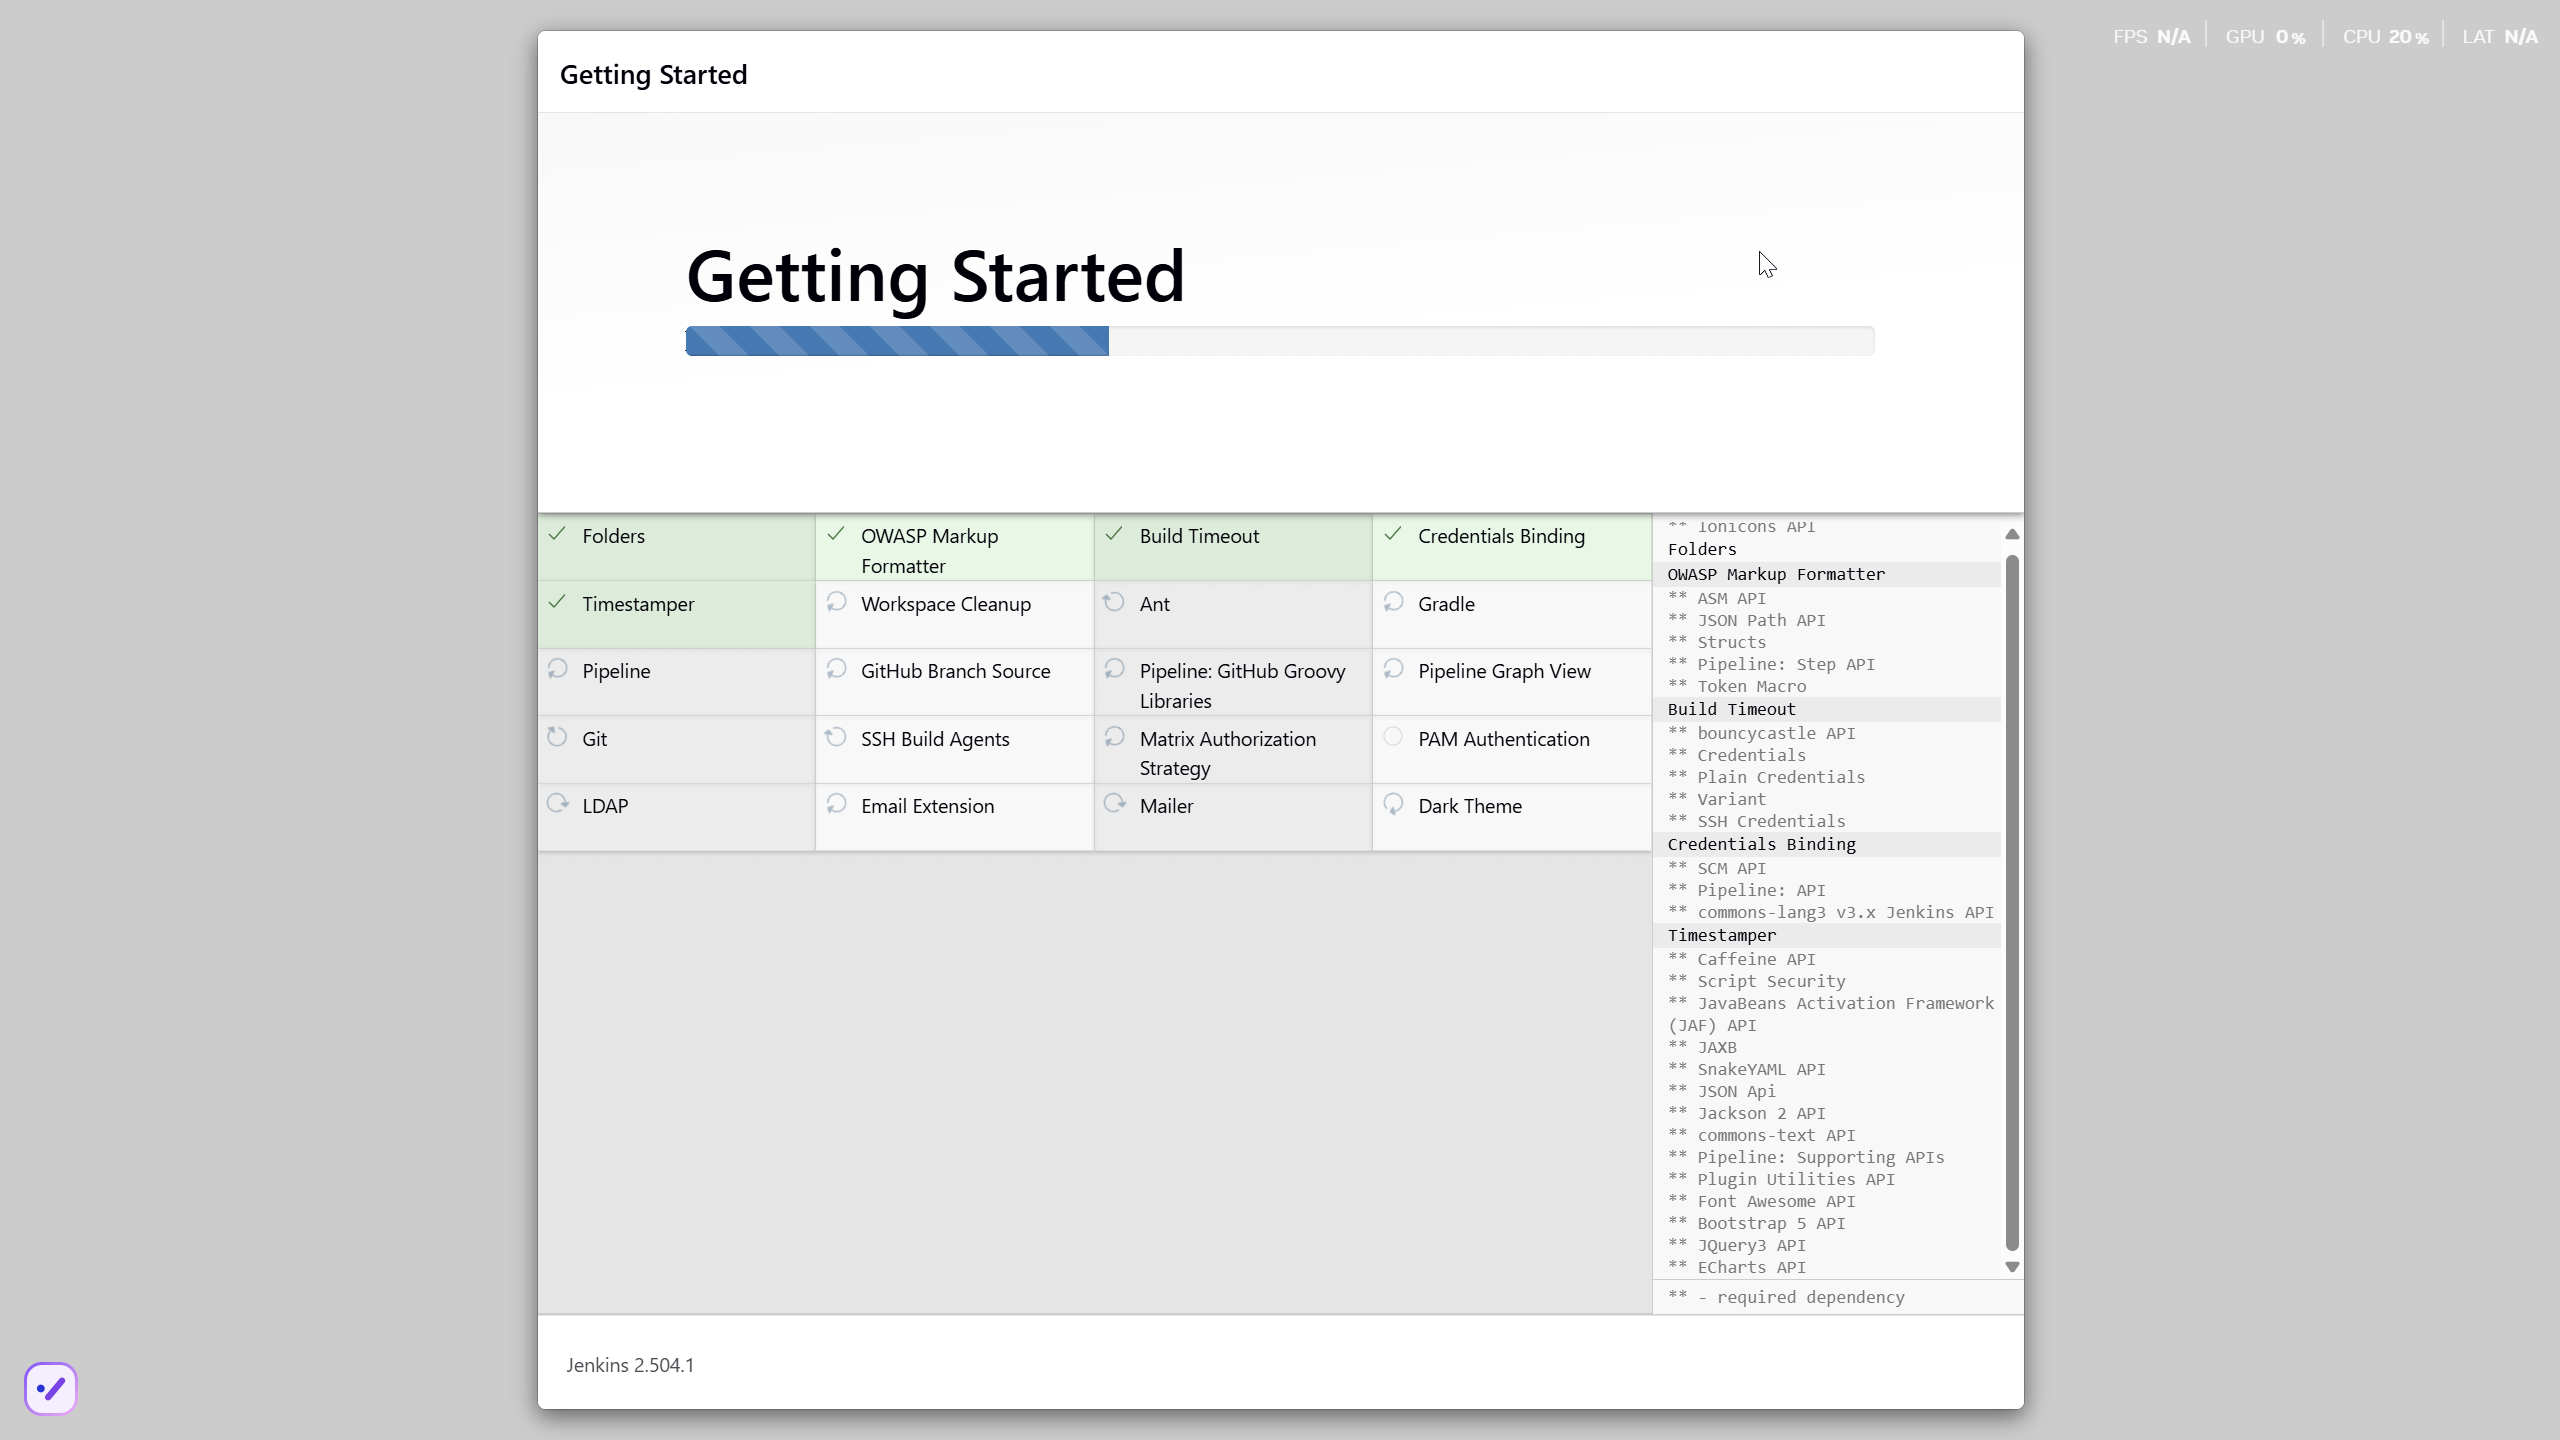 FPS N/A GPU 0 % CPU 20 % LAT N/A
Getting Started
Getting Started
Folders
OWASP Markup
Formatter
Build Timeout
Credentials Binding
Timestamper
Workspace Cleanup
Ant
Gradle
Pipeline
GitHub Branch Source
Pipeline: GitHub Groovy
Libraries
Pipeline Graph View
Git
SSH Build Agents
Matrix Authorization
Strategy
PAM Authentication
LDAP
Email Extension
Mailer
Dark Theme
** Ionicons API
Folders
OWASP Markup Formatter
** ASM API
** JSON Path API
** Structs
** Pipeline: Step API
** Token Macro
Build Timeout
** bouncycastle API
** Credentials
** Plain Credentials
** Variant
** SSH Credentials
Credentials Binding
** SCM API
** Pipeline: API
** commons-lang3 v3.x Jenkins API
Timestamper
** Caffeine API
** Script Security
** JavaBeans Activation Framework
(JAF) API
** JAXB
** SnakeYAML API
** JSON Api
** Jackson 2 API
** commons-text API
** Pipeline: Supporting APIs
** Plugin Utilities API
** Font Awesome API
** Bootstrap 5 API
** JQuery3 API
** ECharts API
** - required dependency
Jenkins 2.504.1